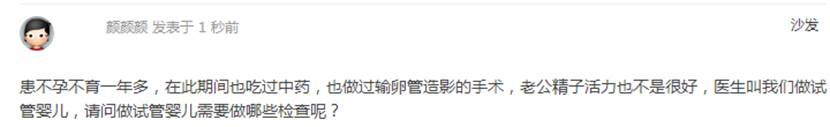 颜颜颜 发表于 1 秒前
沙发
患不孕不育一年多，在此期间也吃过中药，也做过输卵管造影的手术，老公精子活力也不是很好，医生叫我们做试
管婴儿，请问做试管婴儿需要做哪些检查呢？